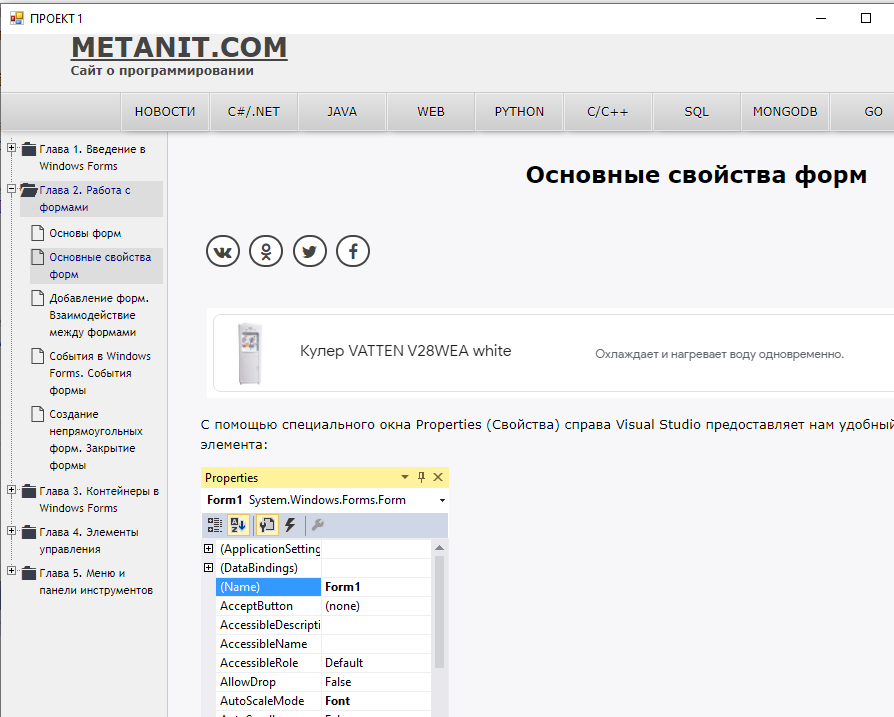 ПРОЕКТ 1
METANIT.COM
Сайт о программировании
НОВОСТИ C#/.NET JAVA WEB PYTHON C/C++ SQL MONGODB GO
Глава 1. Введение в
Windows Forms
Глава 2. Работа с
формами
Основы форм
Основные свойства
форм
Добавление форм.
Взаимодействие
между формами
События в Windows
Forms. События
формы
Создание
непрямоугольных
форм. Закрытие
формы
Глава 3. Контейнеры в
Windows Forms
Глава 4. Элементы
управления
Глава 5. Меню и
панели инструментов
Основные свойства форм
Кулер VATTEN V28WEA white
Охлаждает и нагревает воду одновременно.
С помощью специального окна Properties (Свойства) справа Visual Studio предоставляет нам удобный
элемента:
Properties
Form1 System.Windows.Forms.Form
(ApplicationSetting
(DataBindings)
(Name) Form1
AcceptButton (none)
AccessibleDescripti
AccessibleName
AccessibleRole Default
AllowDrop False
AutoScaleMode Font